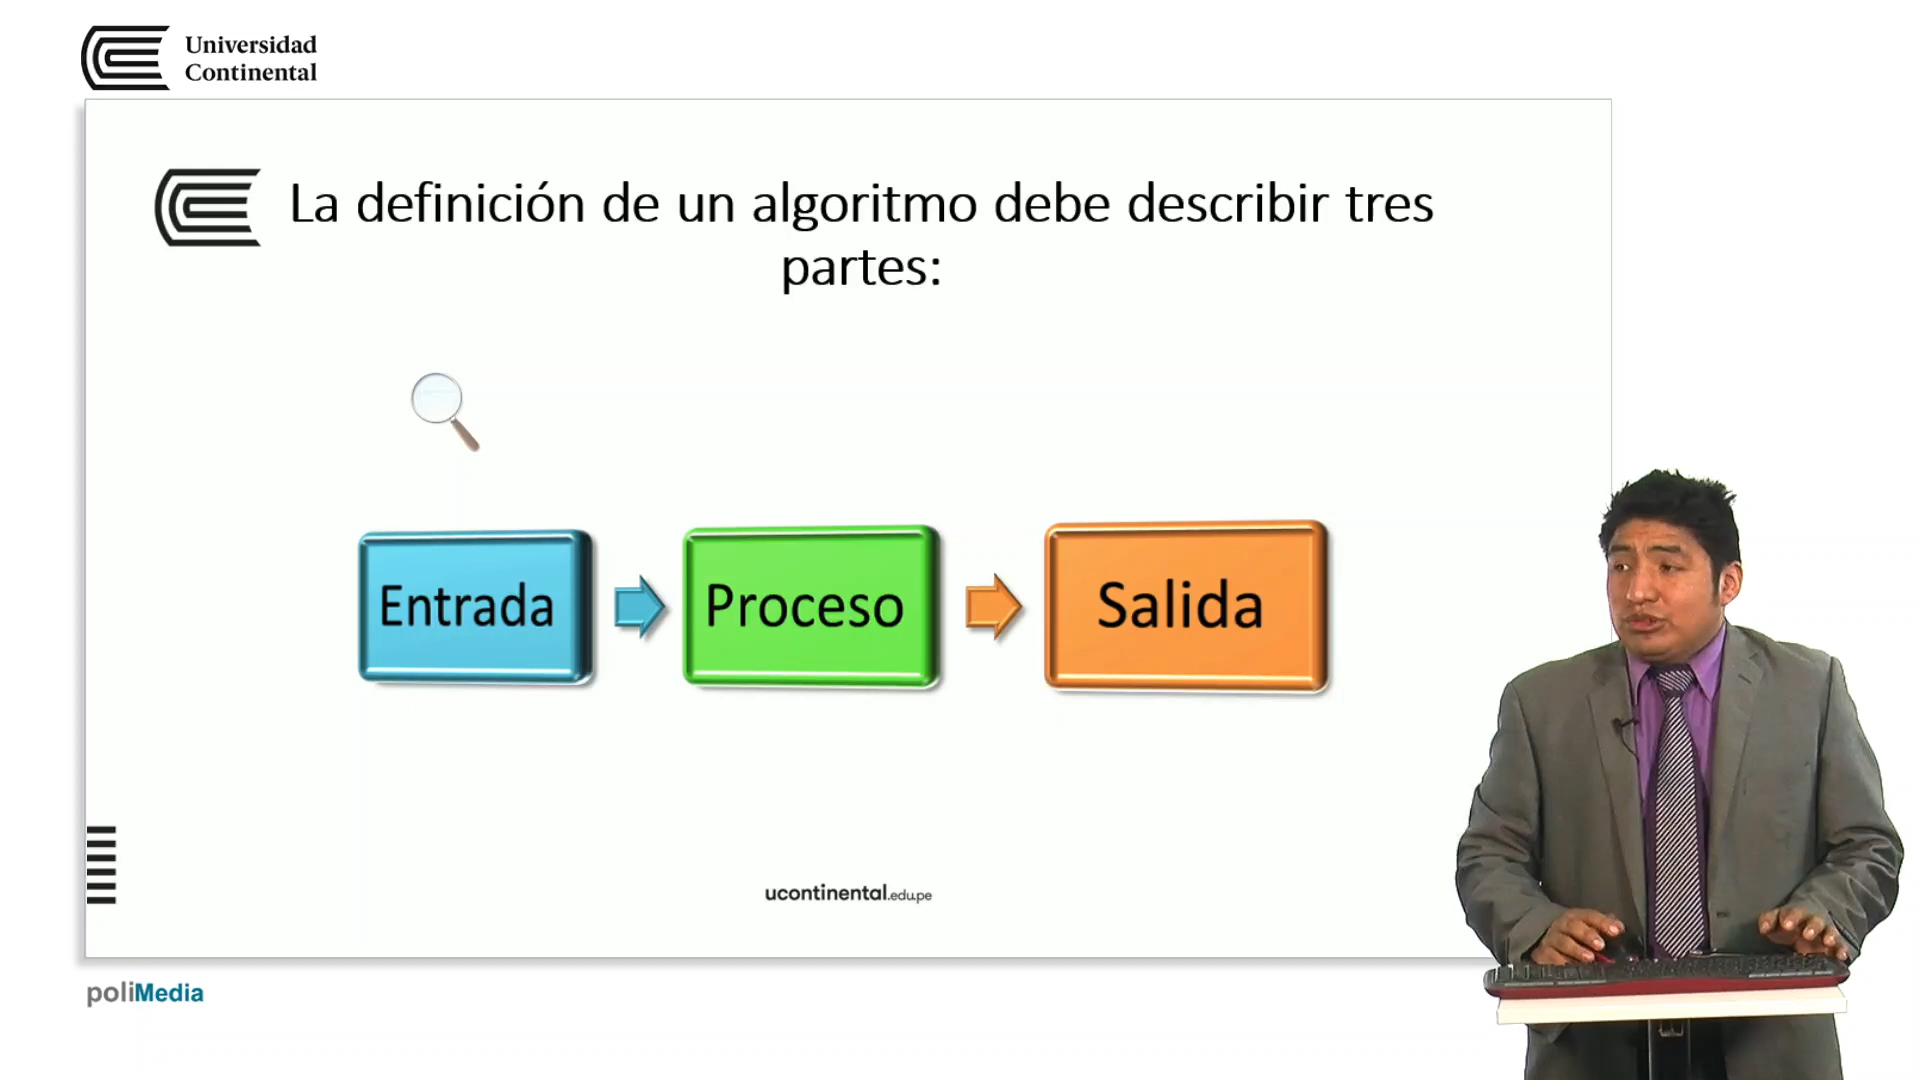 Universidad
Continental
La definición de un algoritmo debe describir tres
partes:
Entrada
Proceso
Salida
ucontinental.edu.pe
poliMedia